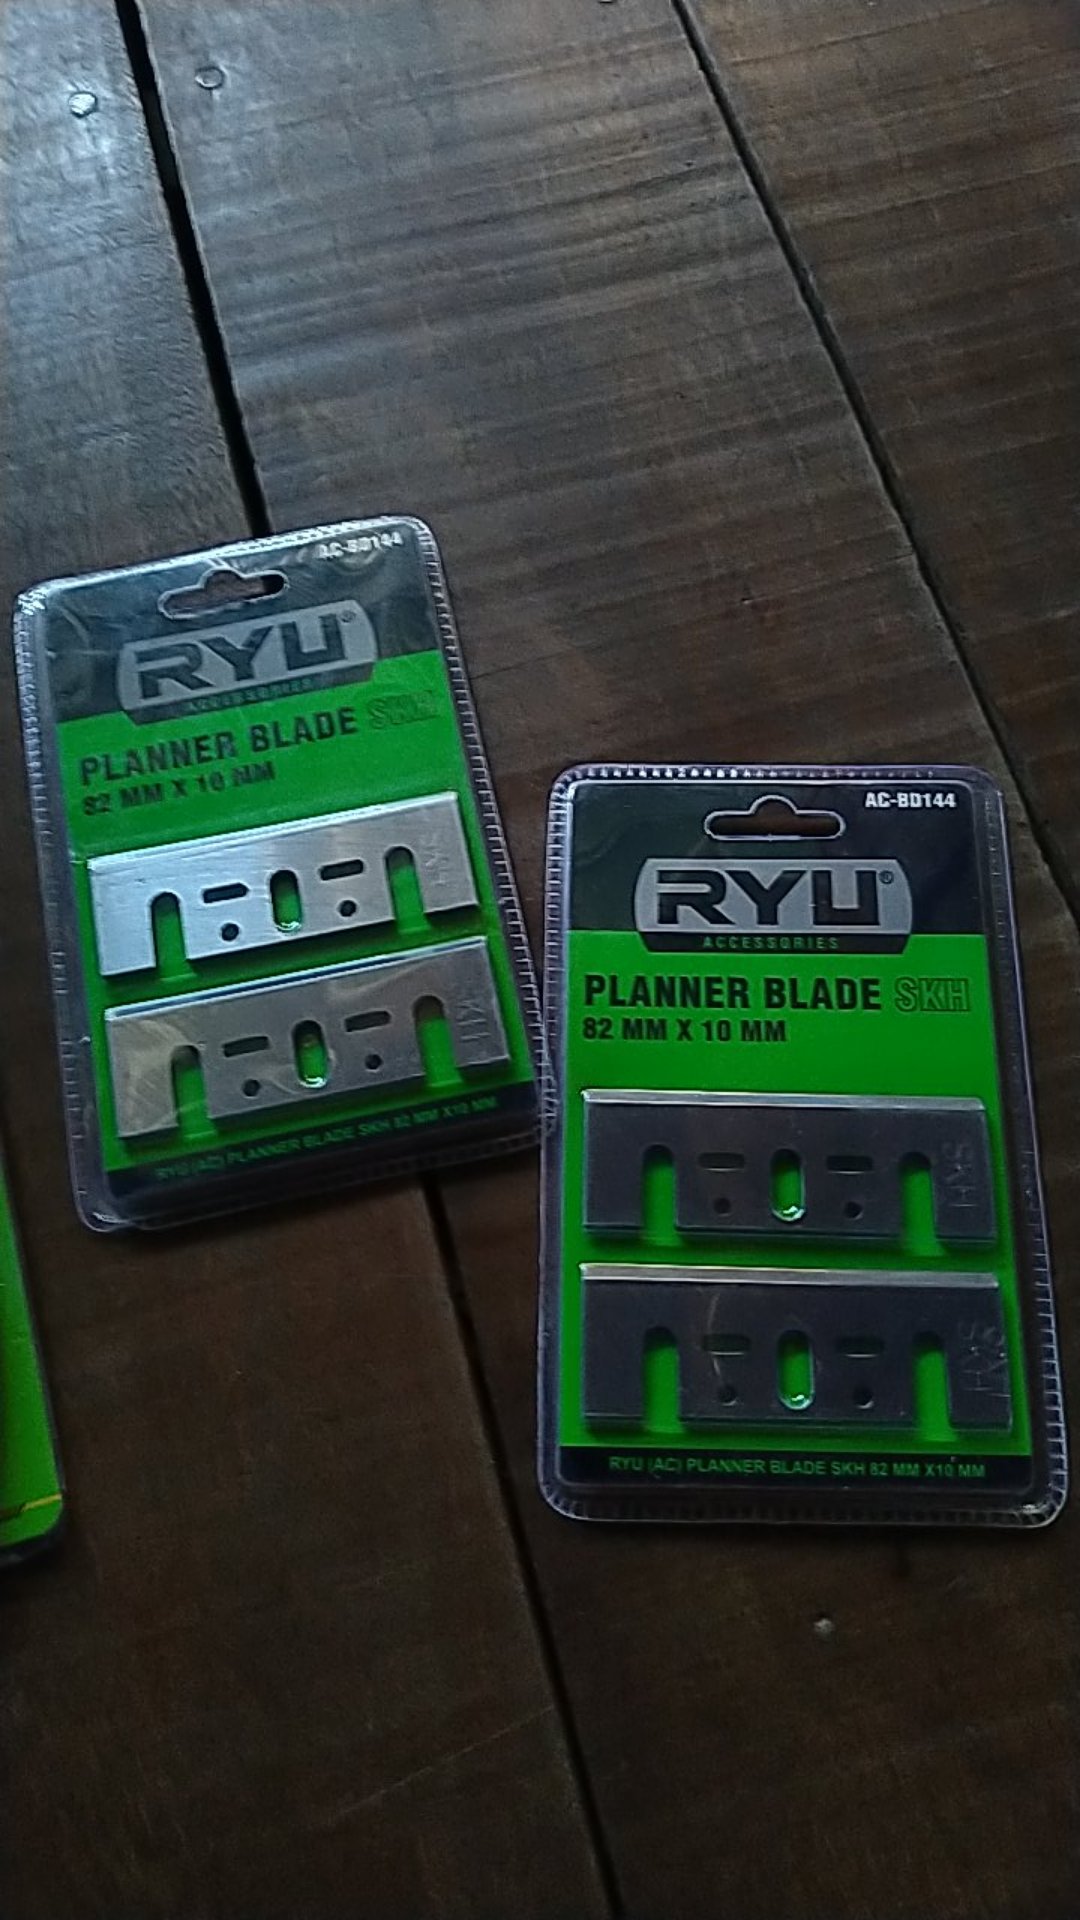 AC-BD144
RYU®
ACCESSORIES
PLANNER BLADE SKH
82 MM X 10 MM
SKH
SKH
RYU (AC) PLANNER BLADE SKH 82 MM X10 MM
AC-BD144
RYU®
ACCESSORIES
PLANNER BLADE SKH
82 MM X 10 MM
SKH
SKH
RYU (AC) PLANNER BLADE SKH 82 MM X10 MM